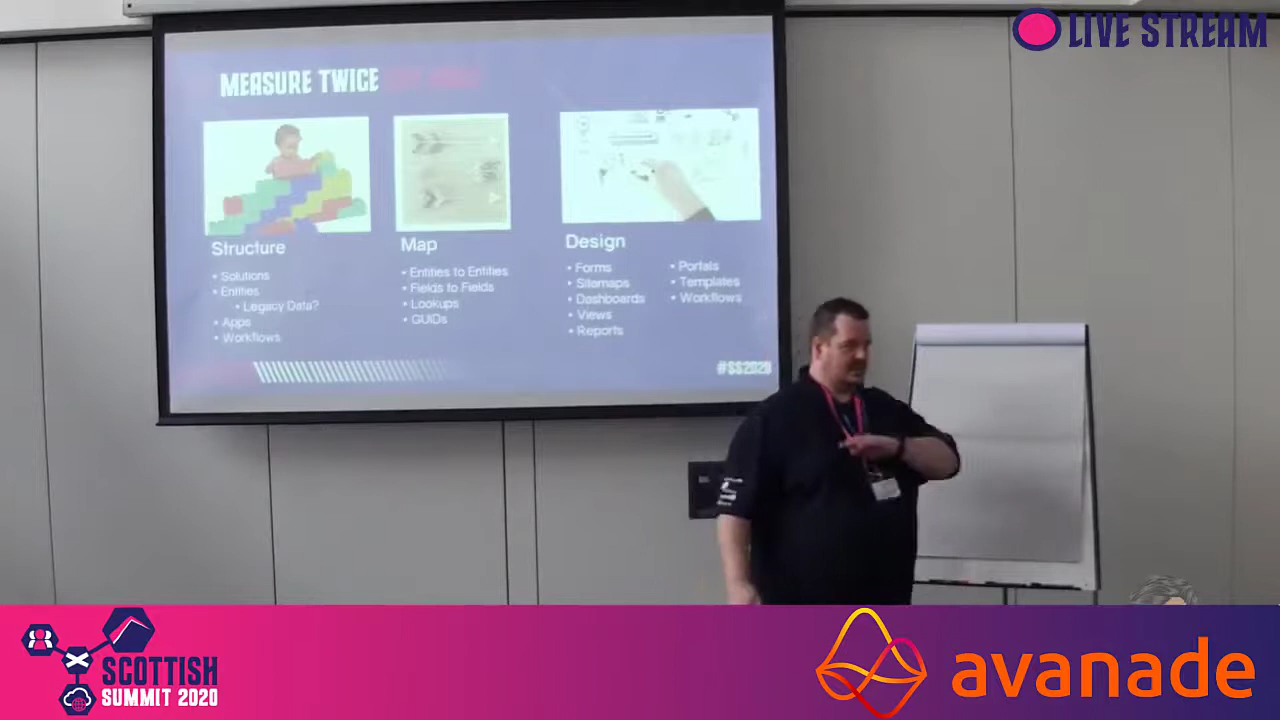 LIVE STREAM
MEASURE TWICE
Structure
• Solutions
• Entities
• Legacy Data?
• Apps
• Workflows
Map
• Entities to Entities
• Fields to Fields
• Lookups
• GUIDs
Design
• Forms
• Sitemaps
• Dashboards
• Views
• Reports
• Portals
• Templates
• Workflows
#SS2020
SCOTTISH
SUMMIT 2020
avanade